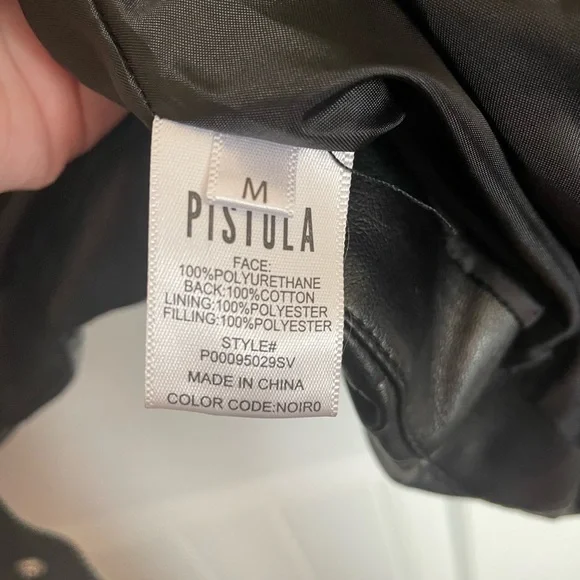 M
PISTOLA
FACE:
100%POLYURETHANE
BACK:100%COTTON
LINING:100%POLYESTER
FILLING:100%POLYESTER
STYLE#
P00095029SV
MADE IN CHINA
COLOR CODE:NOIR0